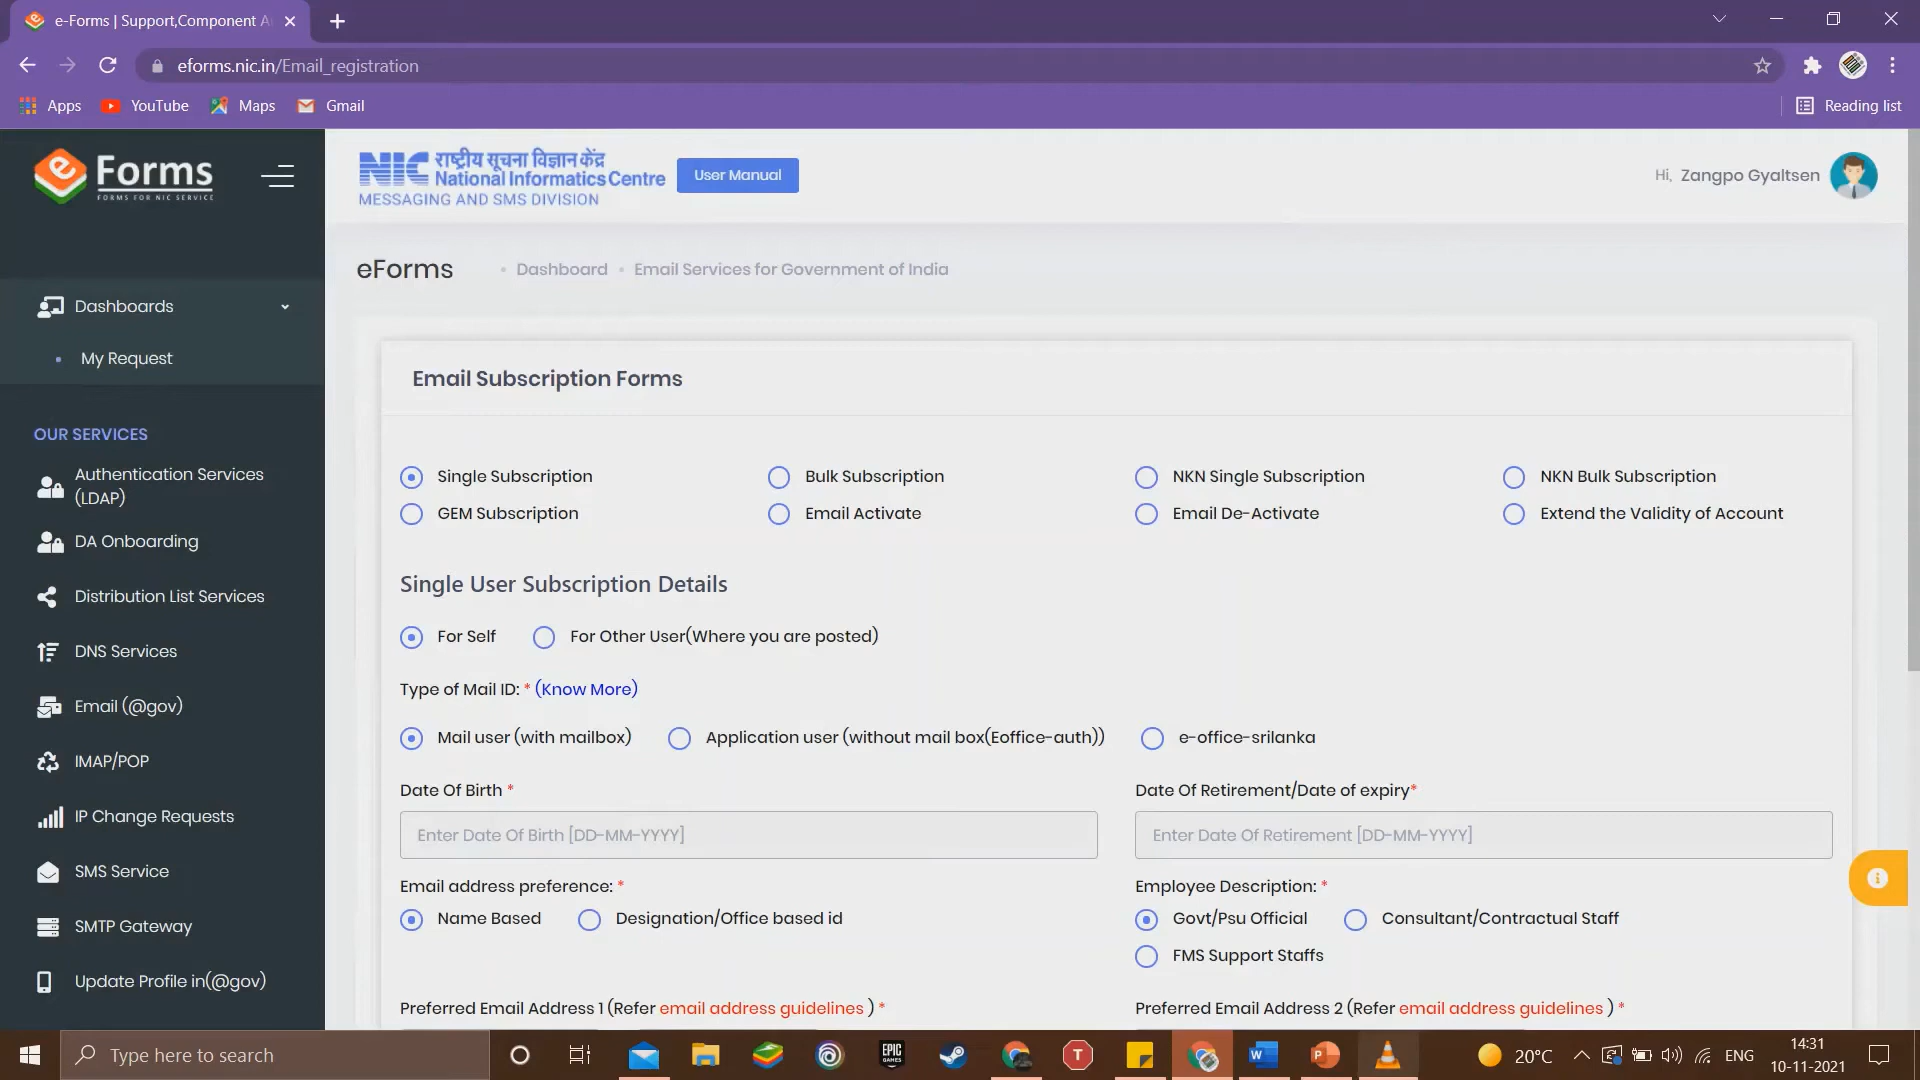 e-Forms | Support,Component A
eforms.nic.in/Email_registration
Apps
YouTube
Maps
Gmail
Reading list
e Forms
FORMS FOR NIC SERVICE
NIC राष्ट्रीय सूचना विज्ञान केंद्र
National Informatics Centre
MESSAGING AND SMS DIVISION
User Manual
Hi, Zangpo Gyaltsen
eForms
Dashboard
Email Services for Government of India
Dashboards
My Request
OUR SERVICES
Authentication Services
(LDAP)
DA Onboarding
Distribution List Services
DNS Services
Email (@gov)
IMAP/POP
IP Change Requests
SMS Service
SMTP Gateway
Update Profile in(@gov)
Email Subscription Forms
Single Subscription
Bulk Subscription
NKN Single Subscription
NKN Bulk Subscription
GEM Subscription
Email Activate
Email De-Activate
Extend the Validity of Account
Single User Subscription Details
For Self
For Other User(Where you are posted)
Type of Mail ID: * (Know More)
Mail user (with mailbox)
Application user (without mail box(Eoffice-auth))
e-office-srilanka
Date Of Birth *
Date Of Retirement/Date of expiry*
Enter Date Of Birth [DD-MM-YYYY]
Enter Date Of Retirement [DD-MM-YYYY]
Email address preference: *
Employee Description: *
Name Based
Designation/Office based id
Govt/Psu Official
Consultant/Contractual Staff
FMS Support Staffs
Preferred Email Address 1 (Refer email address guidelines ) *
Preferred Email Address 2 (Refer email address guidelines ) *
Type here to search
EPIC
GAMES
T
W
P
20°C
ENG
14:31
10-11-2021